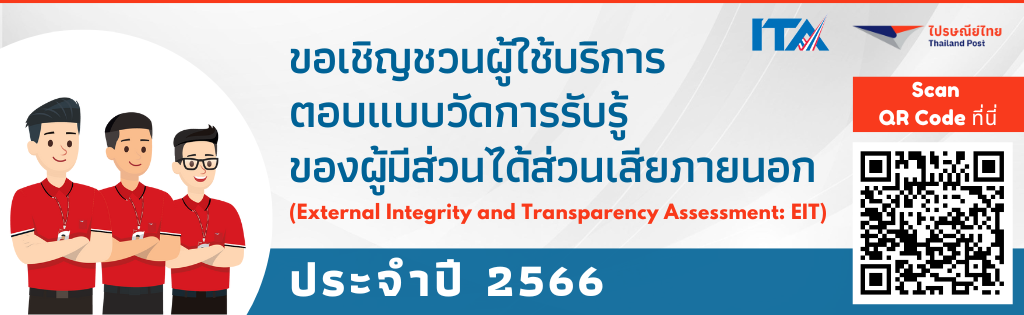 ITA
ไปรษณีย์ไทย
Thailand Post
ขอเชิญชวนผู้ใช้บริการ
ตอบแบบวัดการรับรู้
ของผู้มีส่วนได้ส่วนเสียภายนอก
(External Integrity and Transparency Assessment: EIT)
ประจำปี 2566
Scan
QR Code ที่นี่